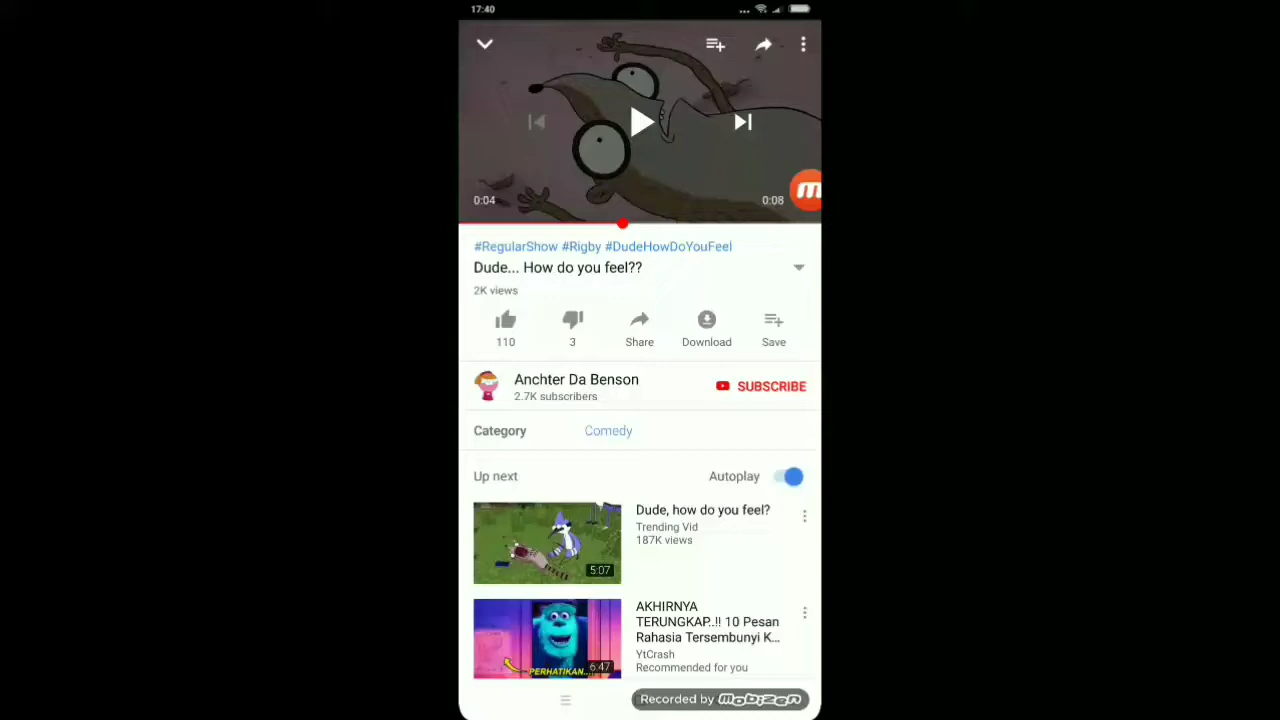 17:40
0:04
0:08
#RegularShow #Rigby #DudeHowDoYouFeel
Dude... How do you feel??
2K views
110
3
Share
Download
Save
Anchter Da Benson
2.7K subscribers
SUBSCRIBE
Category
Comedy
Up next
Autoplay
Dude, how do you feel?
Trending Vid
187K views
5:07
AKHIRNYA
TERUNGKAP..!! 10 Pesan
Rahasia Tersembunyi K...
YtCrash
Recommended for you
PERHATIKAN...
6:47
Recorded by mobizen